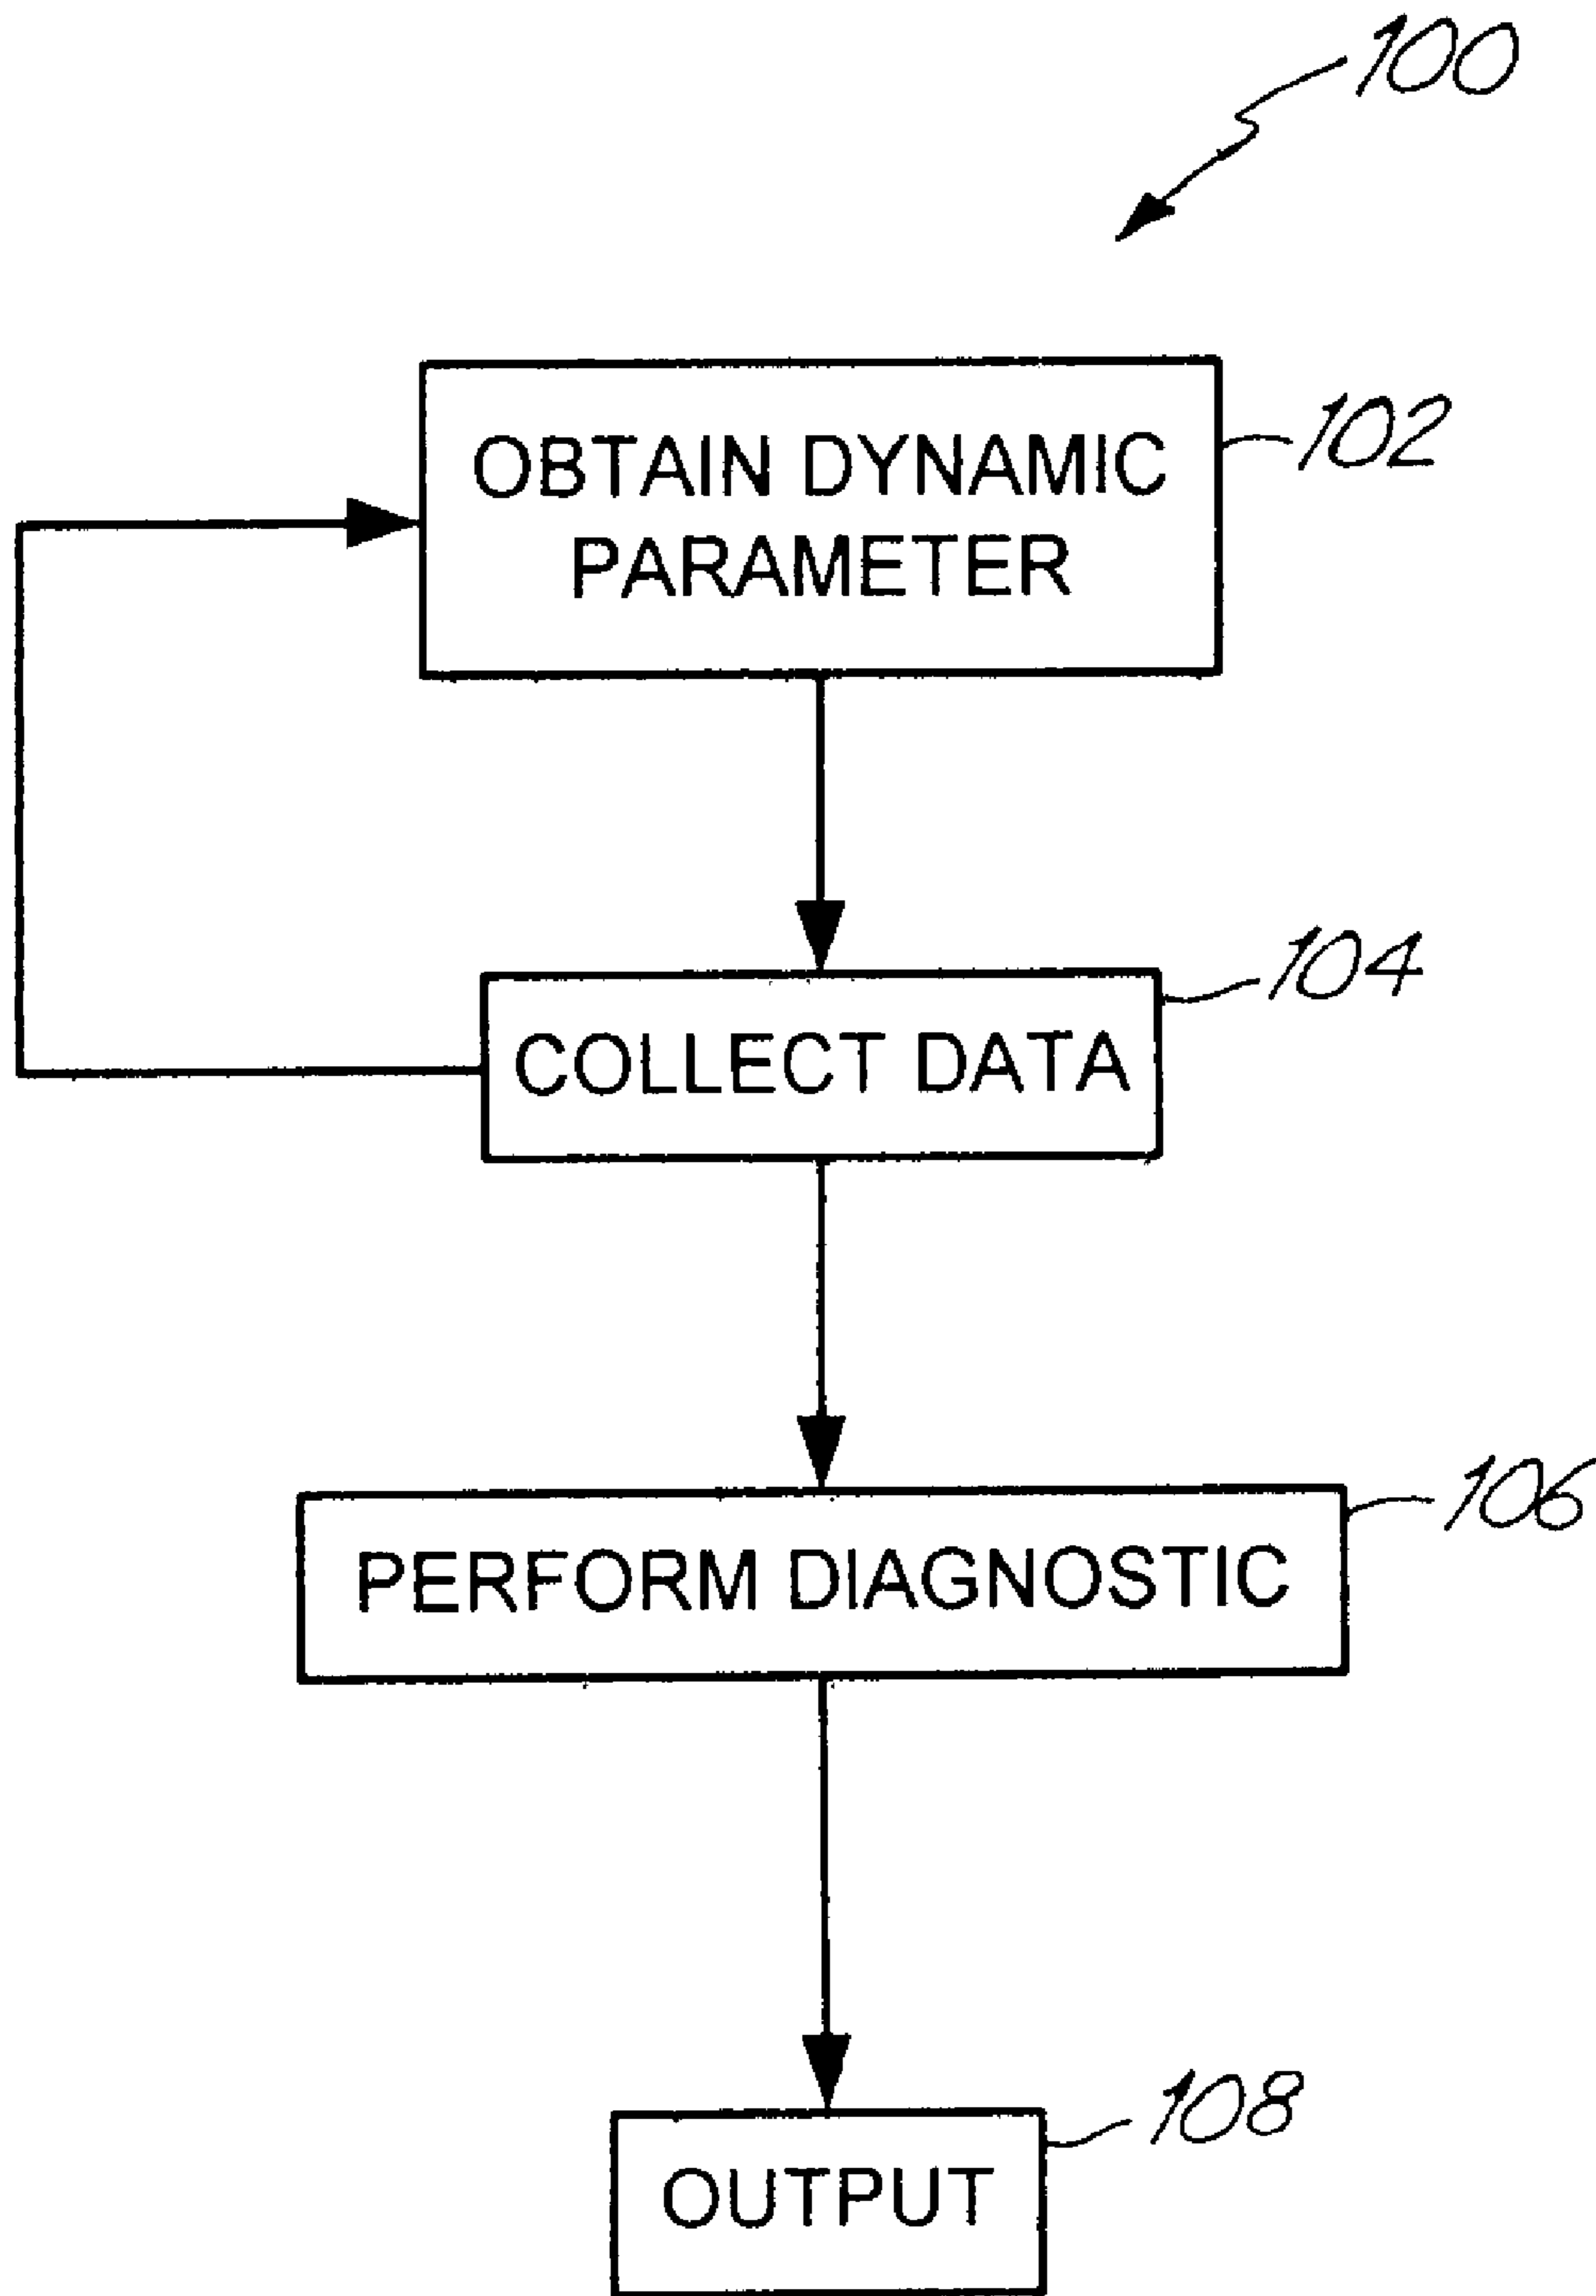 100
OBTAIN DYNAMIC
PARAMETER
102
COLLECT DATA
104
PERFORM DIAGNOSTIC
106
OUTPUT
108